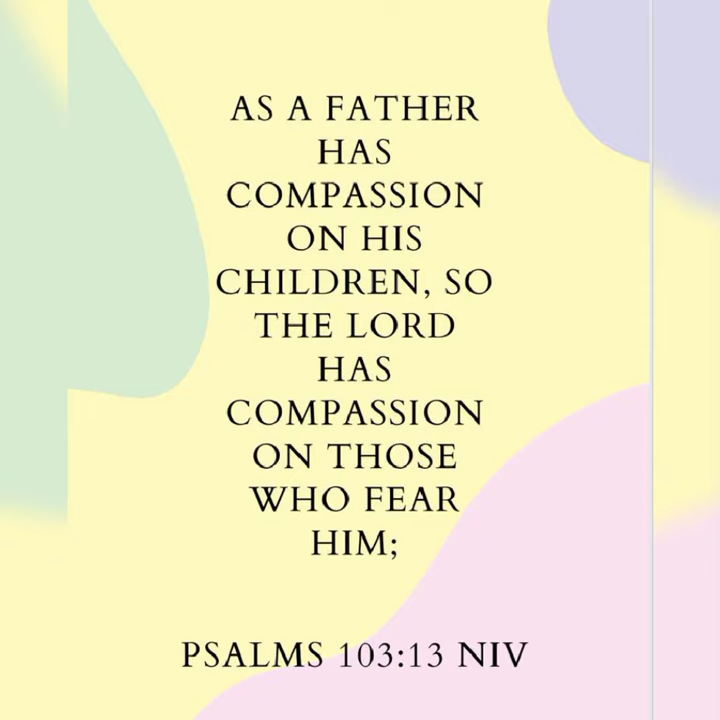 AS A FATHER
HAS
COMPASSION
ON HIS
CHILDREN, SO
THE LORD
HAS
COMPASSION
ON THOSE
WHO FEAR
HIM;
PSALMS 103:13 NIV